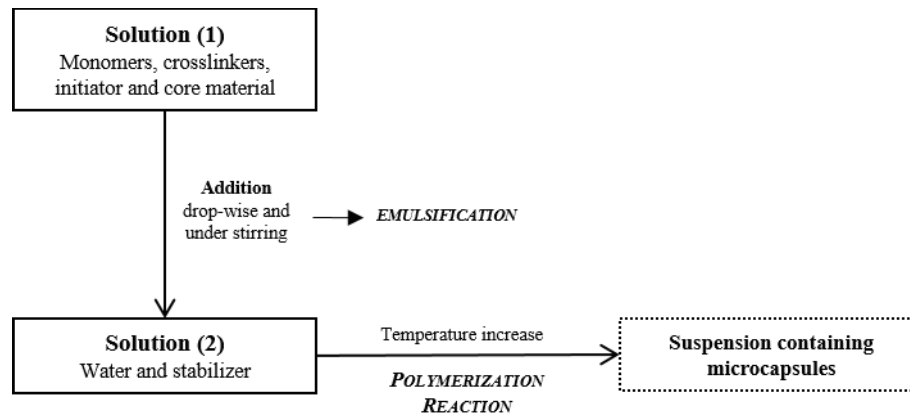 Solution (1)
Monomers, crosslinkers,
initiator and core material
Addition
drop-wise and
under stirring
EMULSIFICATION
Solution (2)
Water and stabilizer
Temperature increase
POLYMERIZATION
REACTION
Suspension containing
microcapsules